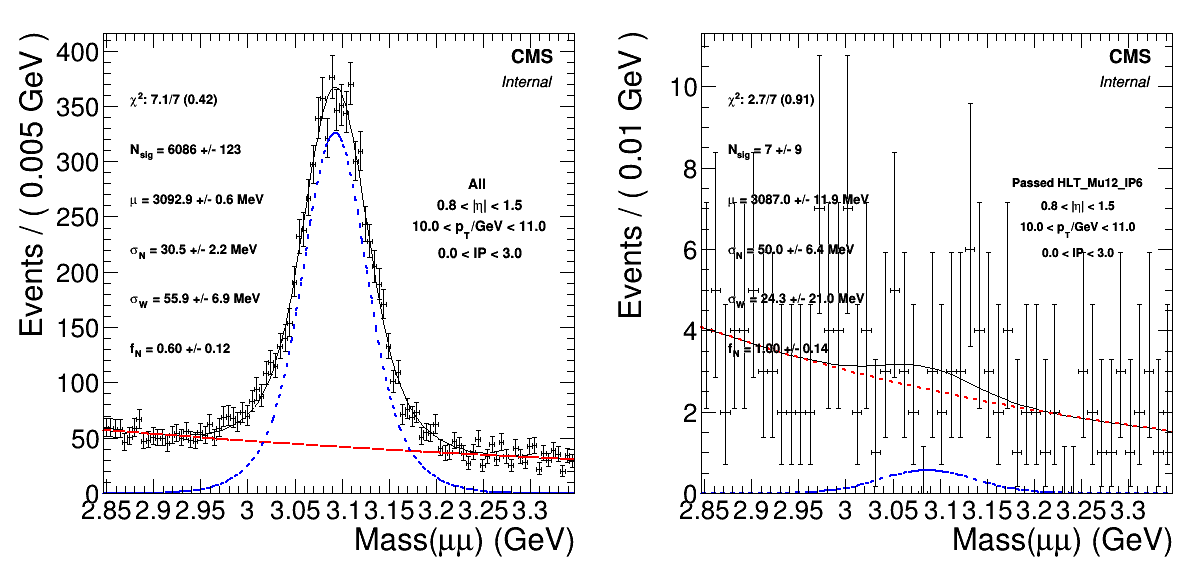 CMS
Internal
χ²: 7.1/7 (0.42)
N_sig = 6086 +/- 123
μ = 3092.9 +/- 0.6 MeV
σ_N = 30.5 +/- 2.2 MeV
σ_W = 55.9 +/- 6.9 MeV
f_N = 0.60 +/- 0.12
All
0.8 < |η| < 1.5
10.0 < p_T/GeV < 11.0
0.0 < IP < 3.0
Events / ( 0.005 GeV )
400
350
300
250
200
150
100
50
0
2.85 2.9 2.95 3 3.05 3.1 3.15 3.2 3.25 3.3
Mass(μμ) (GeV)
CMS
Internal
χ²: 2.7/7 (0.91)
N_sig = 7 +/- 9
μ = 3087.0 +/- 11.9 MeV
σ_N = 50.0 +/- 6.4 MeV
σ_W = 24.3 +/- 21.0 MeV
f_N = 1.00 +/- 0.14
Passed HLT_Mu12_IP6
0.8 < |η| < 1.5
10.0 < p_T/GeV < 11.0
0.0 < IP < 3.0
Events / ( 0.01 GeV )
10
8
6
4
2
0
2.85 2.9 2.95 3 3.05 3.1 3.15 3.2 3.25 3.3
Mass(μμ) (GeV)